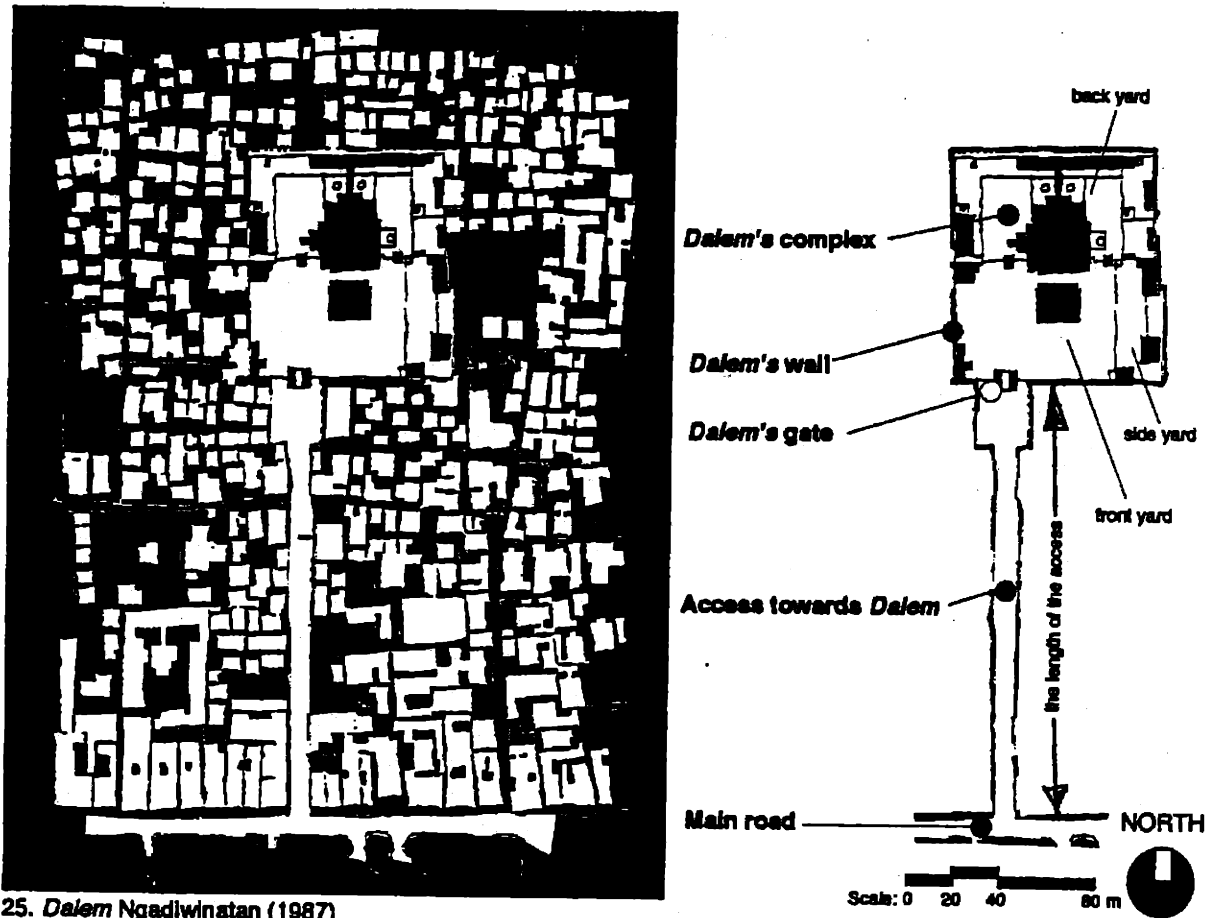 back yard
Dalem's complex
Dalem's wall
Dalem's gate
side yard
front yard
Access towards Dalem
the length of the access
Main road
NORTH
Scale: 0 20 40 80 m
25. Dalem Ngadiwinatan (1987)